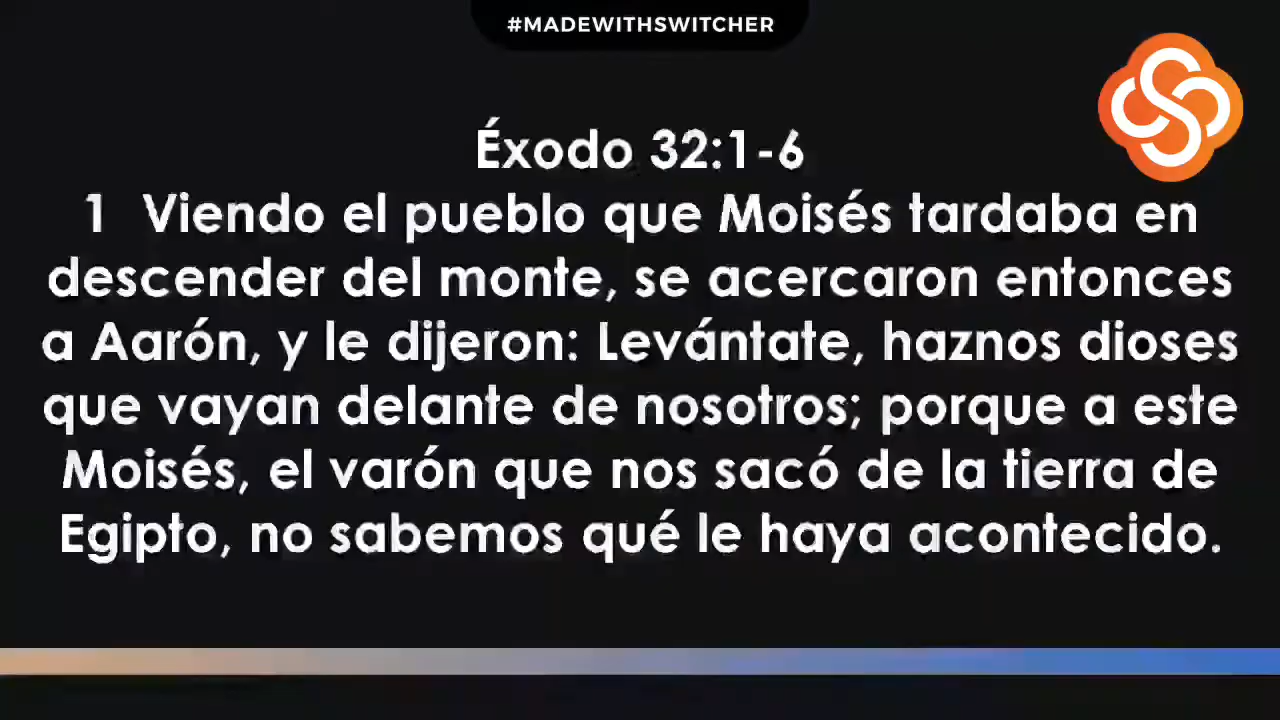 #MADEWITHSWITCHER
Éxodo 32:1-6
1 Viendo el pueblo que Moisés tardaba en
descender del monte, se acercaron entonces
a Aarón, y le dijeron: Levántate, haznos dioses
que vayan delante de nosotros; porque a este
Moisés, el varón que nos sacó de la tierra de
Egipto, no sabemos qué le haya acontecido.